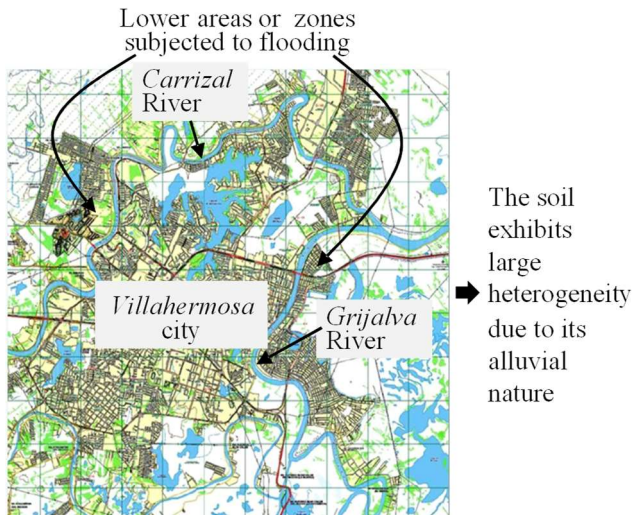 Lower areas or zones
subjected to flooding
Carrizal
River
Villahermosa
city
Grijalva
River
The soil
exhibits
large
heterogeneity
due to its
alluvial
nature